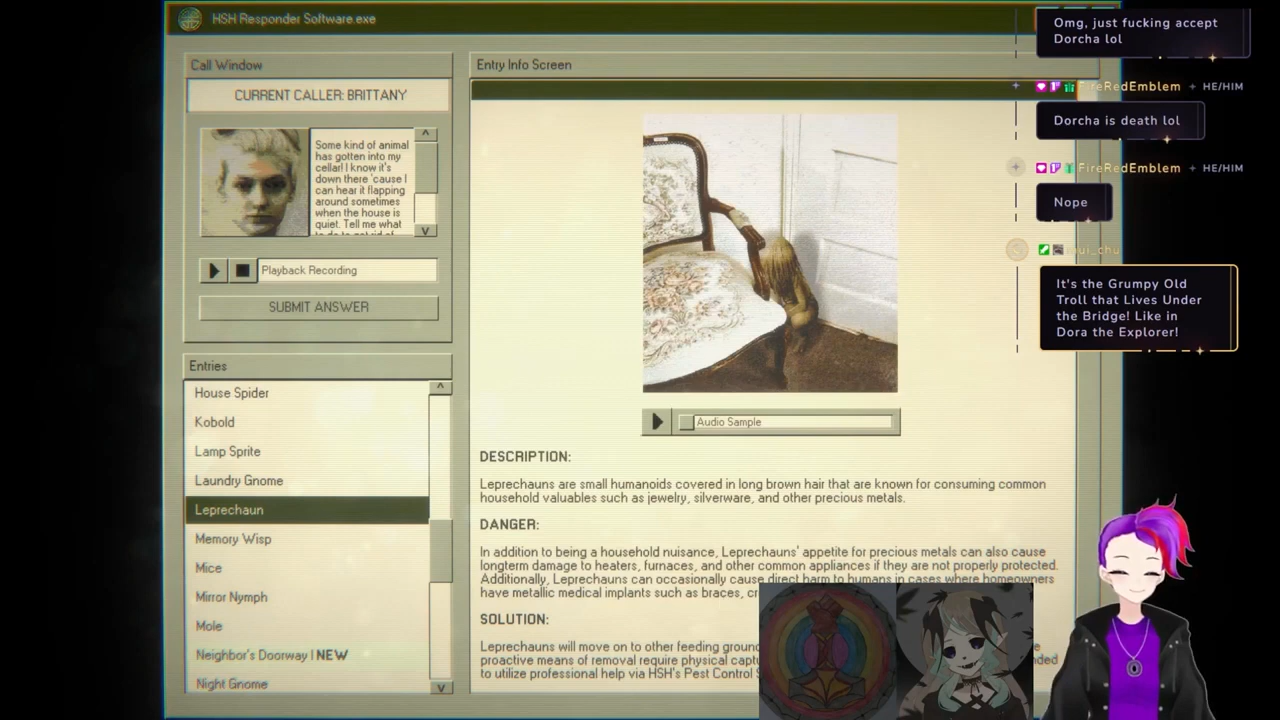 HSH Responder Software.exe
Call Window
CURRENT CALLER: BRITTANY
Some kind of animal
has gotten into my
cellar! I know it's
down there 'cause I
can hear it flapping
around sometimes
when the house is
quiet. Tell me what
Playback Recording
SUBMIT ANSWER
Entries
House Spider
Kobold
Lamp Sprite
Laundry Gnome
Leprechaun
Memory Wisp
Mice
Mirror Nymph
Mole
Neighbor's Doorway | NEW
Night Gnome
Entry Info Screen
Audio Sample
DESCRIPTION:
Leprechauns are small humanoids covered in long brown hair that are known for consuming common
household valuables such as jewelry, silverware, and other precious metals.
DANGER:
In addition to being a household nuisance, Leprechauns' appetite for precious metals can also cause
longterm damage to heaters, furnaces, and other common appliances if they are not properly protected.
Additionally, Leprechauns can occasionally cause direct harm to humans in cases where homeowners
have metallic medical implants such as braces,
SOLUTION:
Leprechauns will move on to other feeding
proactive means of removal require physical
to utilize professional help via HSH's Pest Control
Omg, just fucking accept
Dorcha lol
FireRedEmblem + HE/HIM
Dorcha is death lol
FireRedEmblem + HE/HIM
Nope
It's the Grumpy Old
Troll that Lives Under
the Bridge! Like in
Dora the Explorer!